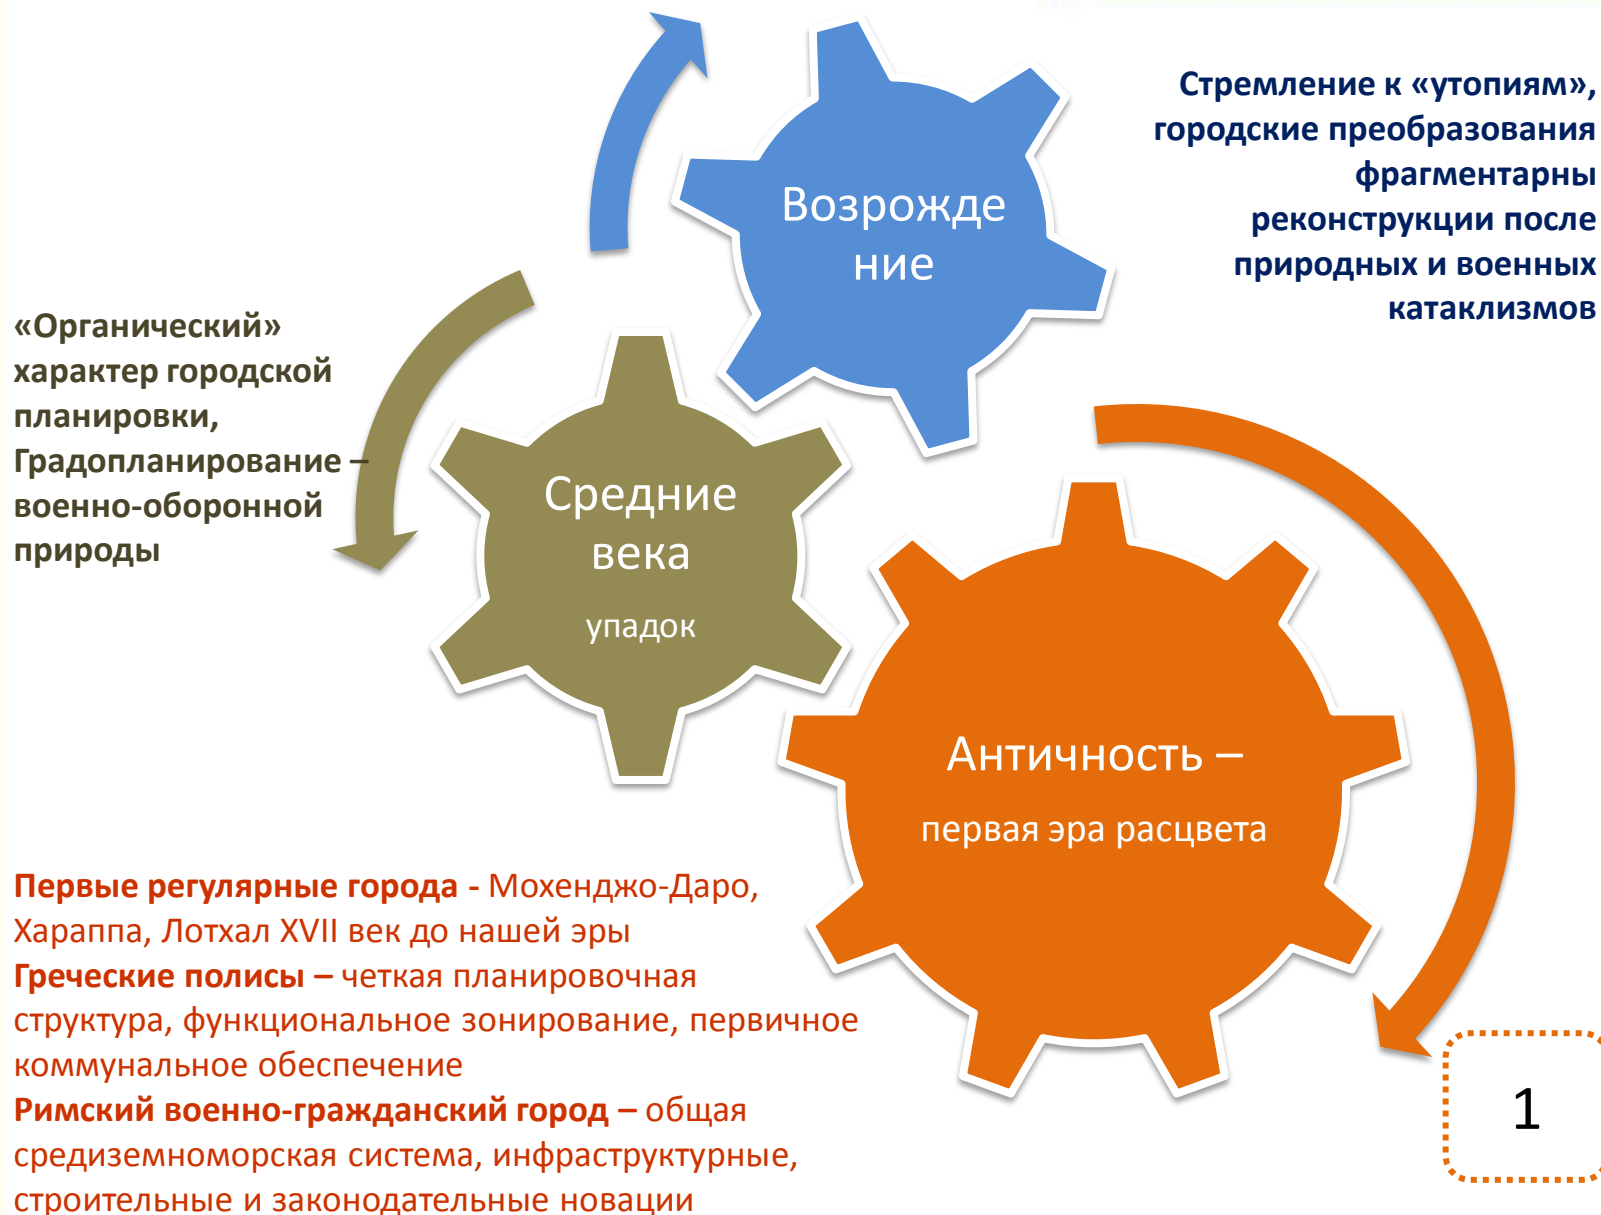 Стремление к «утопиям»,
городские преобразования
фрагментарны
реконструкции после
природных и военных
катаклизмов
Возрожде
ние
«Органический»
характер городской
планировки,
Градопланирование –
военно-оборонной
природы
Средние
века
упадок
Античность –
первая эра расцвета
Первые регулярные города - Мохенджо-Даро,
Хараппа, Лотхал XVII век до нашей эры
Греческие полисы – четкая планировочная
структура, функциональное зонирование, первичное
коммунальное обеспечение
Римский военно-гражданский город – общая
средиземноморская система, инфраструктурные,
строительные и законодательные новации
1